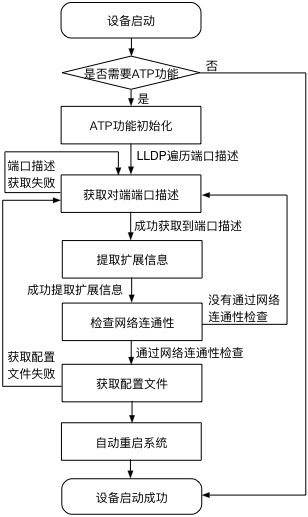 设备启动
是否需要ATP功能
否
是
ATP功能初始化
LLDP遍历端口描述
端口描述
获取失败
获取对端端口描述
成功获取到端口描述
提取扩展信息
成功提取扩展信息
没有通过网络
连通性检查
检查网络连通性
通过网络连通性检查
获取配置
文件失败
获取配置文件
自动重启系统
设备启动成功